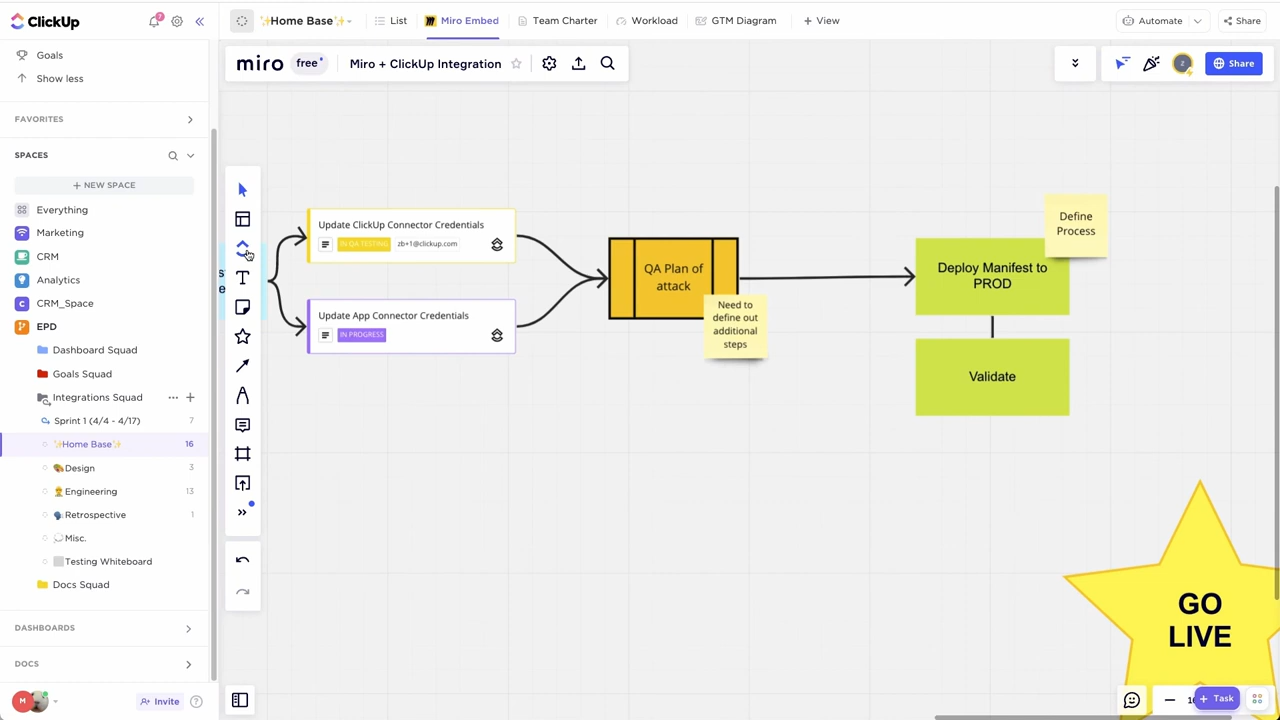 ClickUp
7
✨Home Base✨
List
Miro Embed
Team Charter
Workload
GTM Diagram
+ View
Automate
Share
Goals
Show less
FAVORITES
SPACES
+ NEW SPACE
Everything
Marketing
CRM
Analytics
C
CRM_Space
EPD
Dashboard Squad
Goals Squad
Integrations Squad
Sprint 1 (4/4 - 4/17)
7
✨Home Base✨
16
Design
3
Engineering
13
Retrospective
1
Misc.
Testing Whiteboard
Docs Squad
DASHBOARDS
DOCS
M
Invite
miro
free
Miro + ClickUp Integration
Z
Share
Update ClickUp Connector Credentials
IN QA TESTING
zb+1@clickup.com
Update App Connector Credentials
IN PROGRESS
QA Plan of
attack
Need to
define out
additional
steps
Define
Process
Deploy Manifest to
PROD
Validate
GO
LIVE
+ Task